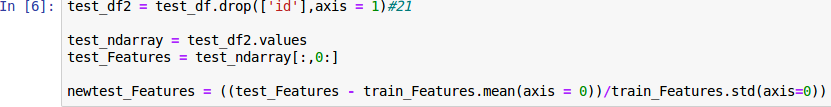 In [6]: test_df2 = test_df.drop(['id'],axis = 1)#21
test_ndarray = test_df2.values
test_Features = test_ndarray[:,0:]
newtest_Features = ((test_Features - train_Features.mean(axis = 0))/train_Features.std(axis=0))